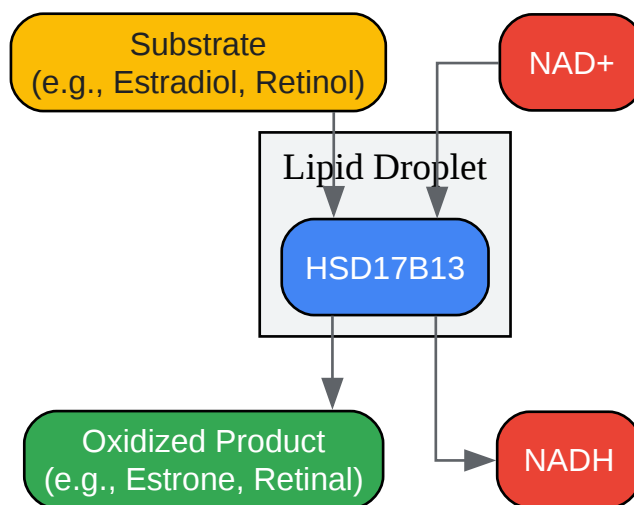 Substrate
(e.g., Estradiol, Retinol)
NAD+
Lipid Droplet
HSD17B13
Oxidized Product
(e.g., Estrone, Retinal)
NADH